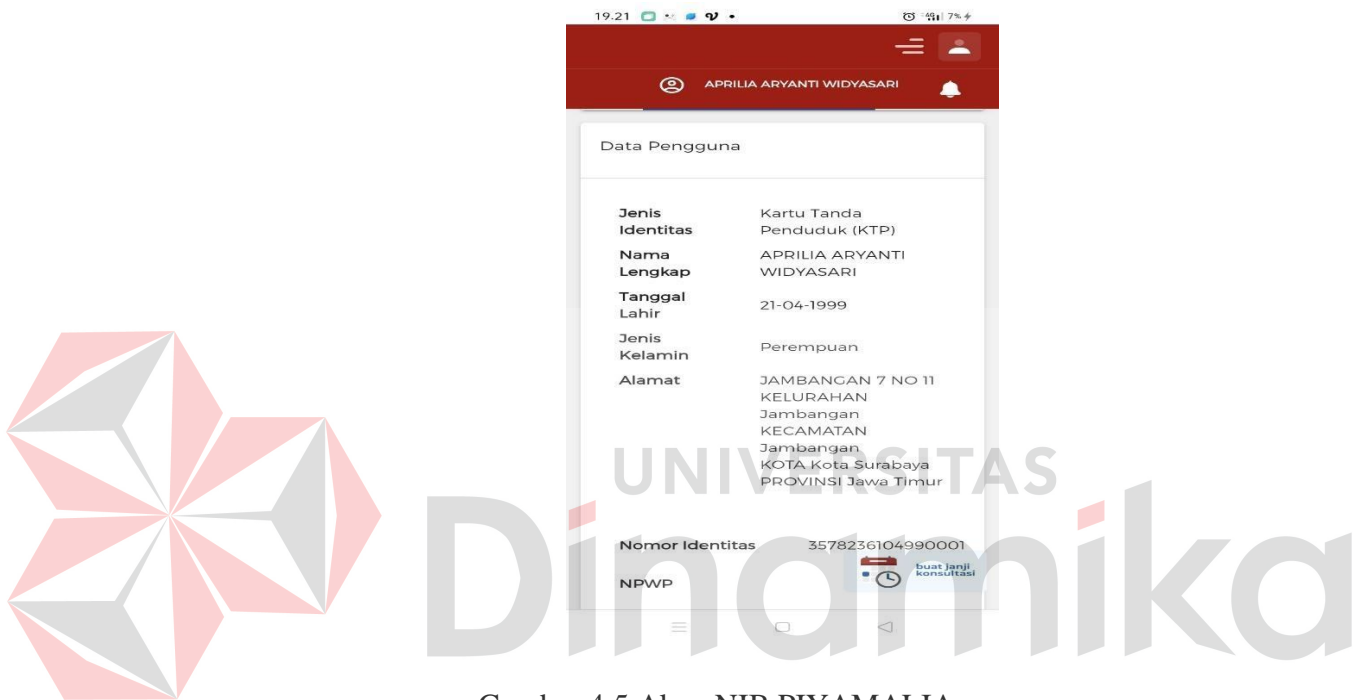 19.21
7%
APRILIA ARYANTI WIDYASARI
Data Pengguna
Jenis Identitas Kartu Tanda Penduduk (KTP)
Nama Lengkap APRILIA ARYANTI WIDYASARI
Tanggal Lahir 21-04-1999
Jenis Kelamin Perempuan
Alamat JAMBANGAN 7 NO 11
KELURAHAN
Jambangan
KECAMATAN
Jambangan
KOTA Kota Surabaya
PROVINSI Jawa Timur
Nomor Identitas 3578236104990001
NPWP
buat janji
konsultasi
UNIVERSITAS
Dinamika